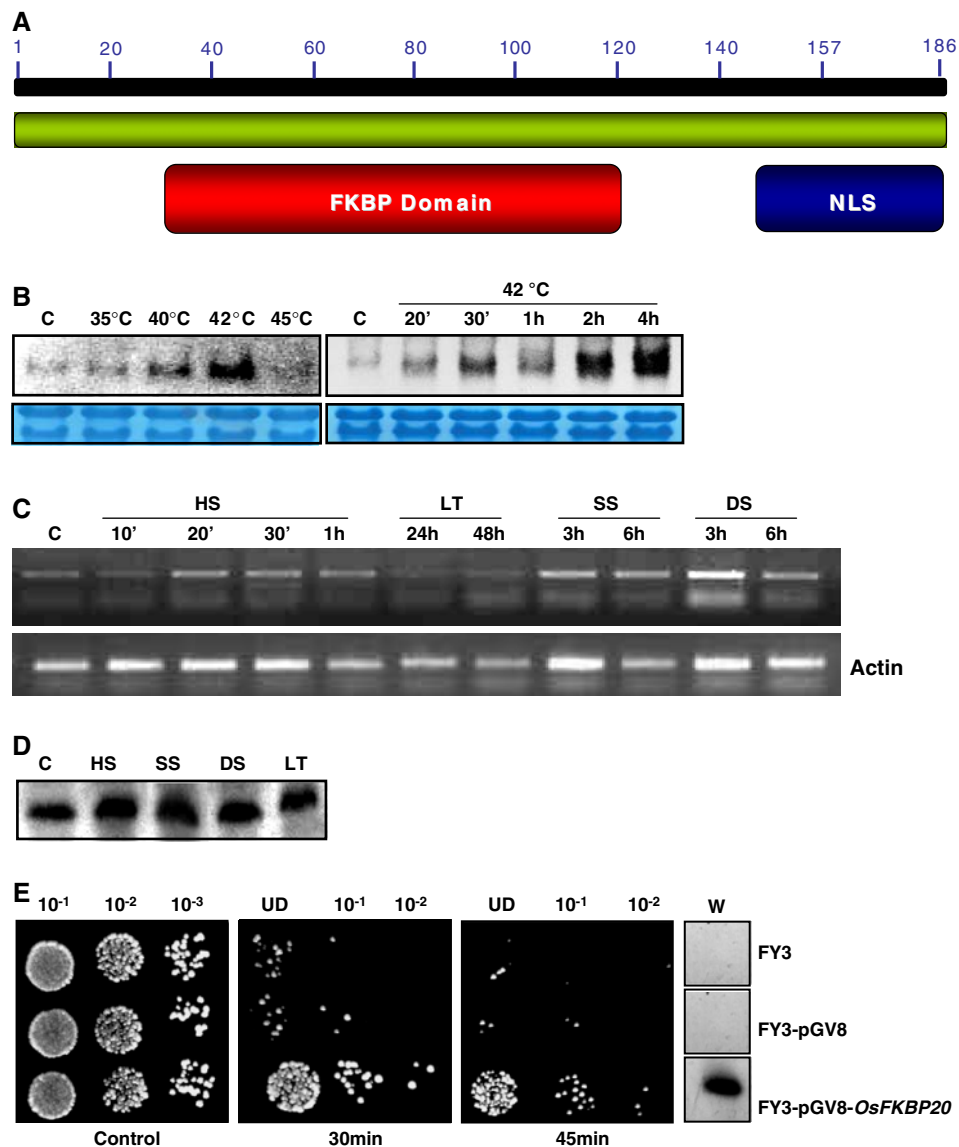 A
1 20 40 60 80 100 120 140 157 186
FKBP Domain
NLS
B
42 °C
C 35°C 40°C 42°C 45°C C 20' 30' 1h 2h 4h
C
HS LT SS DS
C 10' 20' 30' 1h 24h 48h 3h 6h 3h 6h
Actin
D
C HS SS DS LT
E
10⁻¹ 10⁻² 10⁻³ UD 10⁻¹ 10⁻² UD 10⁻¹ 10⁻² W
FY3
FY3-pGV8
FY3-pGV8-OsFKBP20
Control 30min 45min